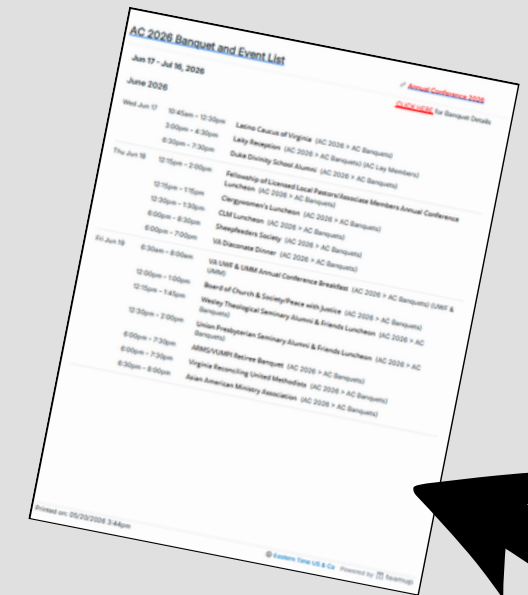 AC 2026 Banquet and Event List
Annual Conference 2026
Jun 17 - Jul 16, 2026
CLICK HERE for Banquet Details
June 2026
Wed Jun 17 10:45am - 12:30pm Latino Caucus of Virginia (AC 2026 > AC Banquets)
3:00pm - 4:30pm Laity Reception (AC 2026 > AC Banquets) (AC Lay Members)
6:30pm - 7:30pm Duke Divinity School Alumni (AC 2026 > AC Banquets)
Thu Jun 18 12:15pm - 2:00pm Fellowship of Licensed Local Pastors/Associate Members Annual Conference
Luncheon (AC 2026 > AC Banquets)
12:15pm - 1:15pm Clergywomen's Luncheon (AC 2026 > AC Banquets)
12:30pm - 1:30pm CLM Luncheon (AC 2026 > AC Banquets)
6:00pm - 8:30pm Sheepfeeders Society (AC 2026 > AC Banquets)
6:00pm - 7:00pm VA Diaconate Dinner (AC 2026 > AC Banquets)
Fri Jun 19 6:30am - 8:00am VA UWF & UMM Annual Conference Breakfast (AC 2026 > AC Banquets) (UWF &
UMM)
12:00pm - 1:00pm Board of Church & Society/Peace with Justice (AC 2026 > AC Banquets)
12:15pm - 1:45pm Wesley Theological Seminary Alumni & Friends Luncheon (AC 2026 > AC
Banquets)
12:30pm - 2:00pm Union Presbyterian Seminary Alumni & Friends Luncheon (AC 2026 > AC
Banquets)
6:00pm - 7:30pm ARMS/VUMPI Retiree Banquet (AC 2026 > AC Banquets)
6:00pm - 7:30pm Virginia Reconciling United Methodists (AC 2026 > AC Banquets)
6:30pm - 8:00pm Asian American Ministry Association (AC 2026 > AC Banquets)
Printed on: 05/20/2026 3:44pm
Eastern Time US & Ca Powered by Teamup